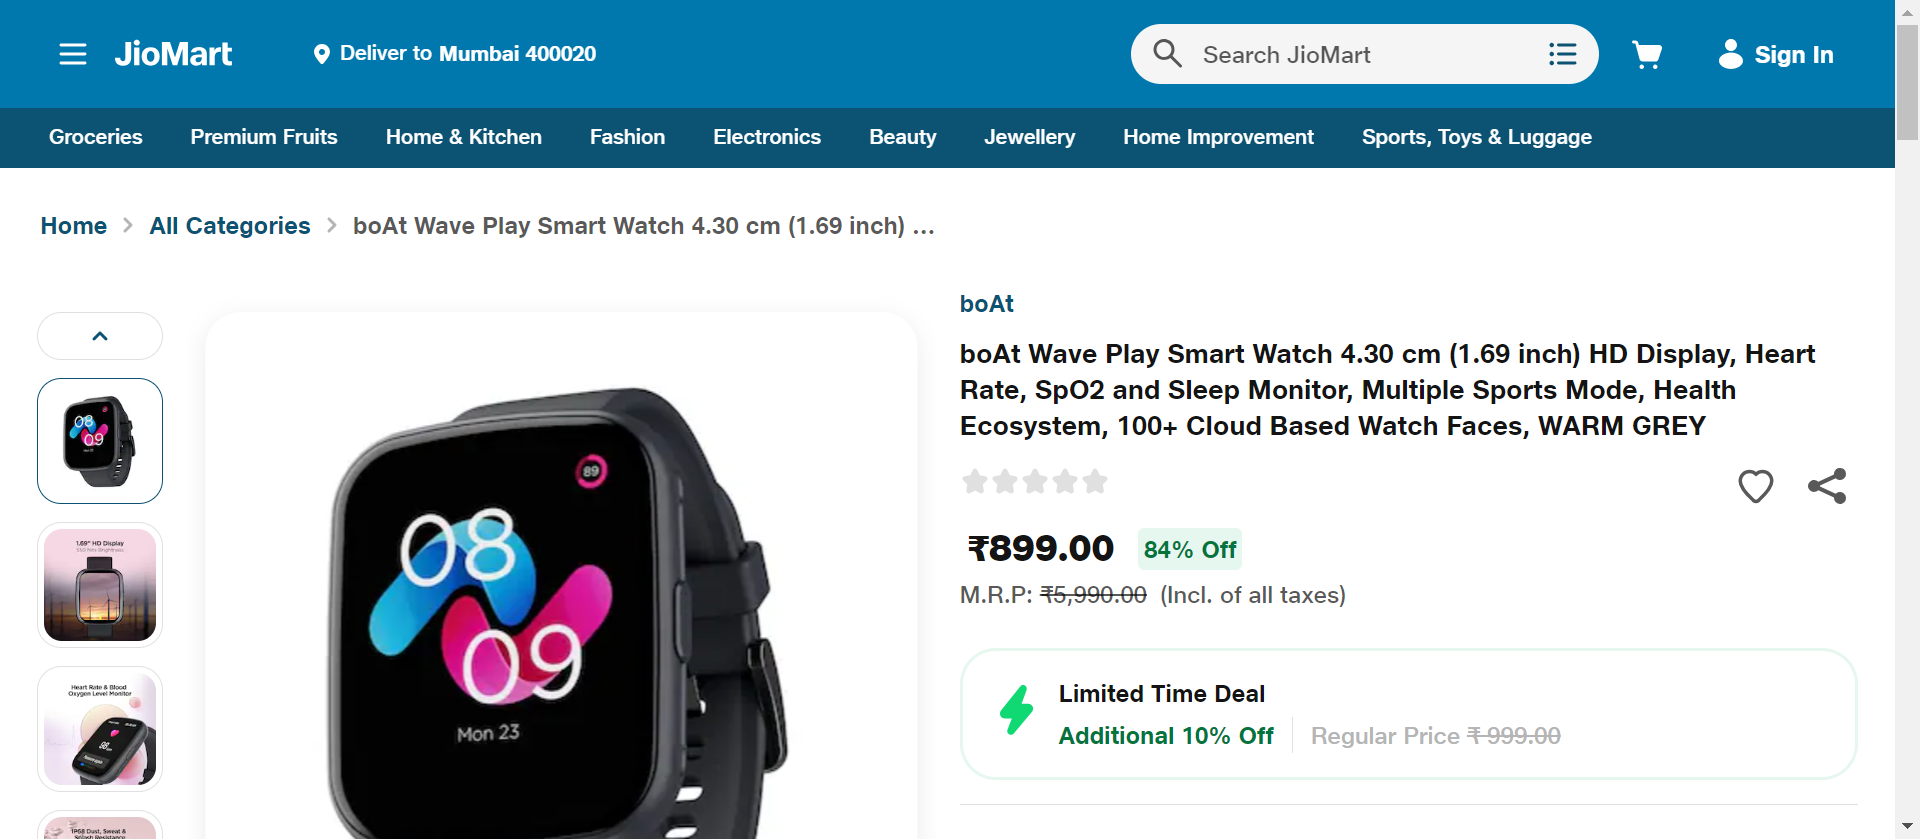 JioMart
Deliver to Mumbai 400020
Search JioMart
Sign In
Groceries
Premium Fruits
Home & Kitchen
Fashion
Electronics
Beauty
Jewellery
Home Improvement
Sports, Toys & Luggage
Home > All Categories > boAt Wave Play Smart Watch 4.30 cm (1.69 inch) ...
1.69" HD Display
Heart Rate & Blood
Oxygen Level Monitor
IP68 Dust, Sweat &
Splash Resistance
89
08
09
Mon 23
boAt
boAt Wave Play Smart Watch 4.30 cm (1.69 inch) HD Display, Heart
Rate, SpO2 and Sleep Monitor, Multiple Sports Mode, Health
Ecosystem, 100+ Cloud Based Watch Faces, WARM GREY
₹899.00
84% Off
M.R.P: ₹5,990.00 (Incl. of all taxes)
Limited Time Deal
Additional 10% Off
Regular Price ₹ 999.00